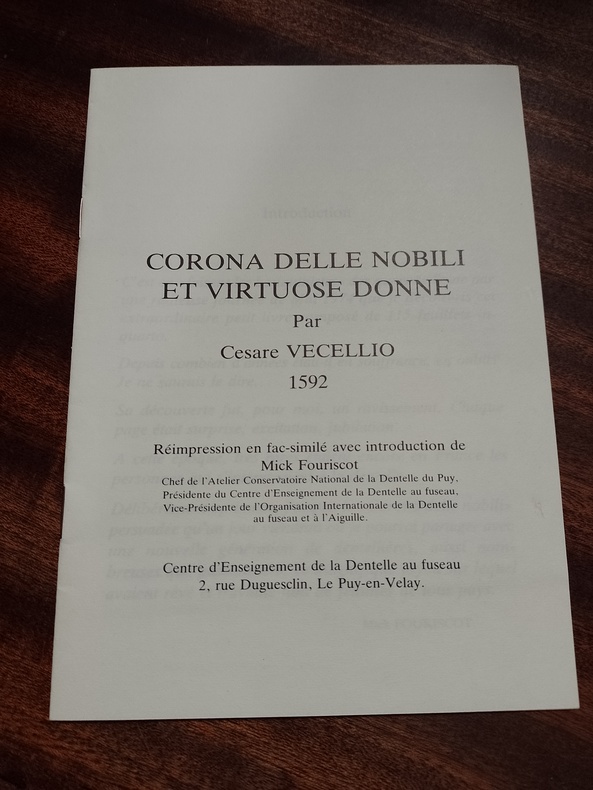 CORONA DELLE NOBILI
ET VIRTUOSE DONNE
Par
Cesare VECELLIO
1592
Réimpression en fac-similé avec introduction de
Mick Fouriscot
Chef de l'Atelier Conservatoire National de la Dentelle du Puy,
Présidente du Centre d'Enseignement de la Dentelle au fuseau,
Vice-Présidente de l'Organisation Internationale de la Dentelle
au fuseau et à l'Aiguille.
Centre d'Enseignement de la Dentelle au fuseau
2, rue Duguesclin, Le Puy-en-Velay.